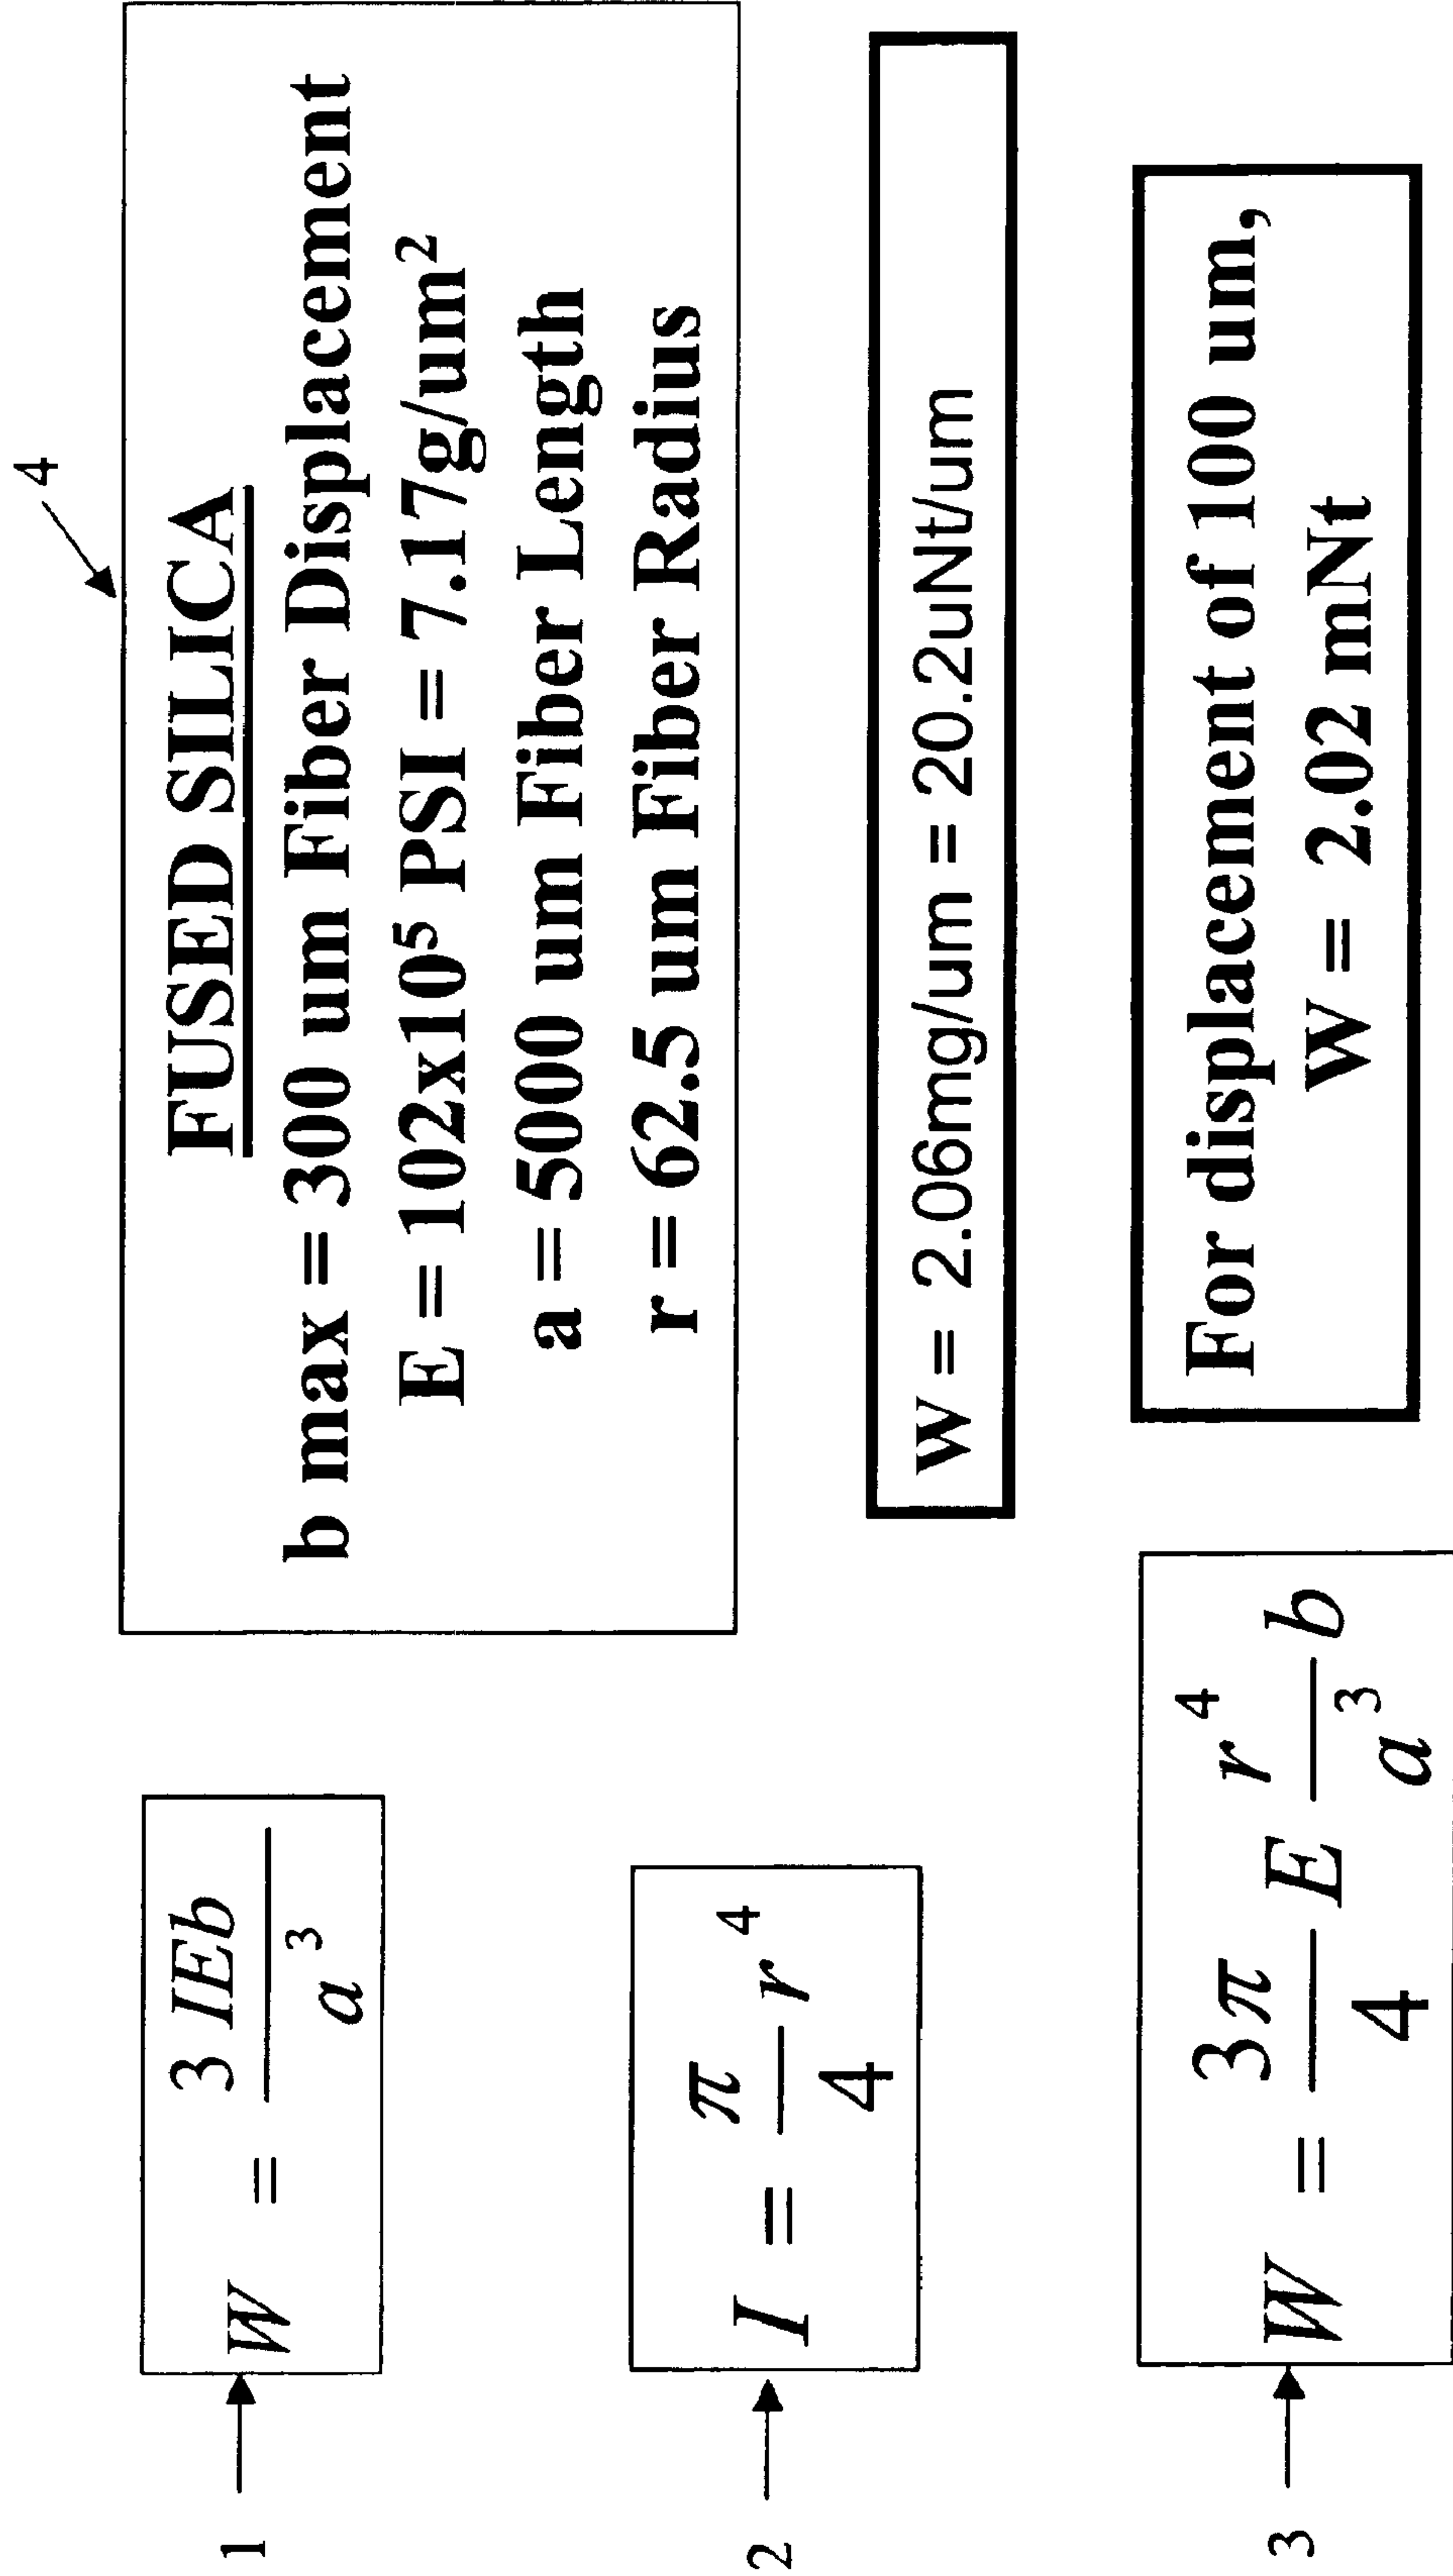 1
W = 3 IEb / a³
2
I = π/4 r⁴
3
W = 3π/4 E r⁴/a³ b
4
FUSED SILICA
b max = 300 um Fiber Displacement
E = 102x10⁵ PSI = 7.17g/um²
a = 5000 um Fiber Length
r = 62.5 um Fiber Radius
W = 2.06mg/um = 20.2uNt/um
For displacement of 100 um,
W = 2.02 mNt